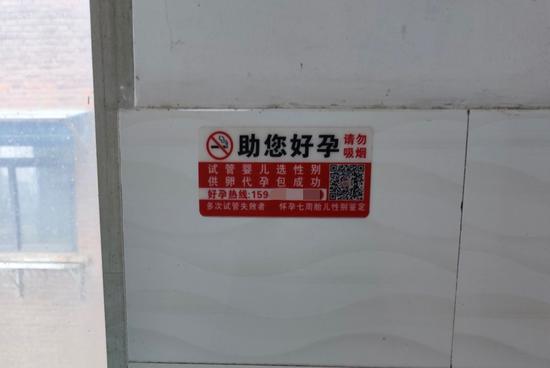 助您好孕
请勿
吸烟
试管婴儿选性别
供卵代孕包成功
好孕热线:159
多次试管失败者 怀孕七周胎儿性别鉴定